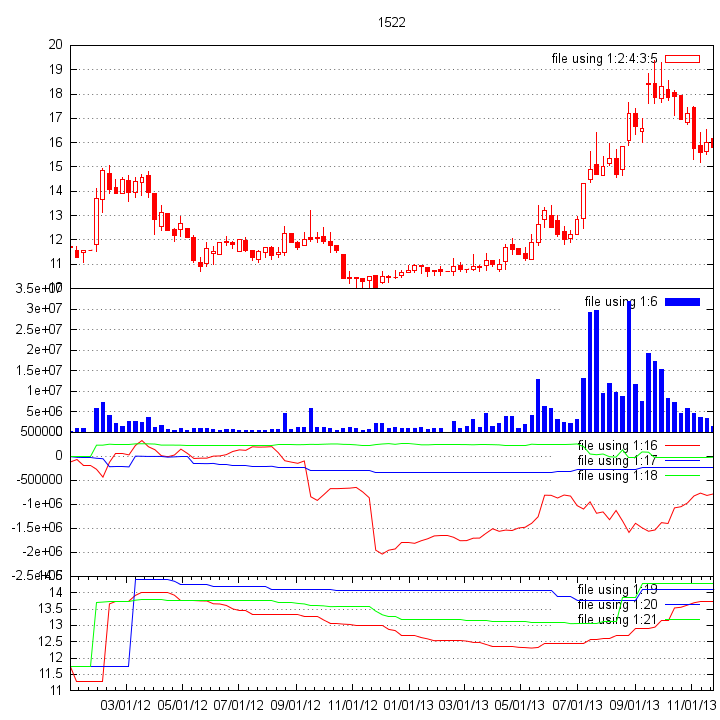 1522
20
file using 1:2:4:3:5
19
18
17
16
15
14
13
12
11
10
3.5e+07
file using 1:6
3e+07
2.5e+07
2e+07
1.5e+07
1e+07
5e+06
500000
file using 1:16
0
file using 1:17
file using 1:18
-500000
-1e+06
-1.5e+06
-2e+06
-2.5e+06
file using 1:19
14
file using 1:20
13.5
file using 1:21
13
12.5
12
11.5
11
03/01/12 05/01/12 07/01/12 09/01/12 11/01/12 01/01/13 03/01/13 05/01/13 07/01/13 09/01/13 11/01/13